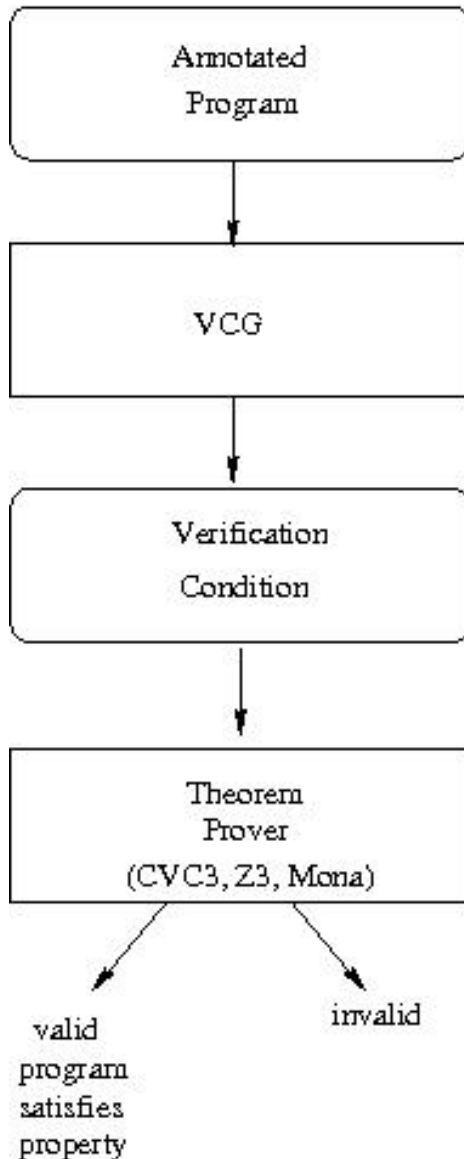 Annotated
Program
VCG
Verification
Condition
Theorem
Prover
(CVC3, Z3, Mona)
valid
program
satisfies
property
invalid